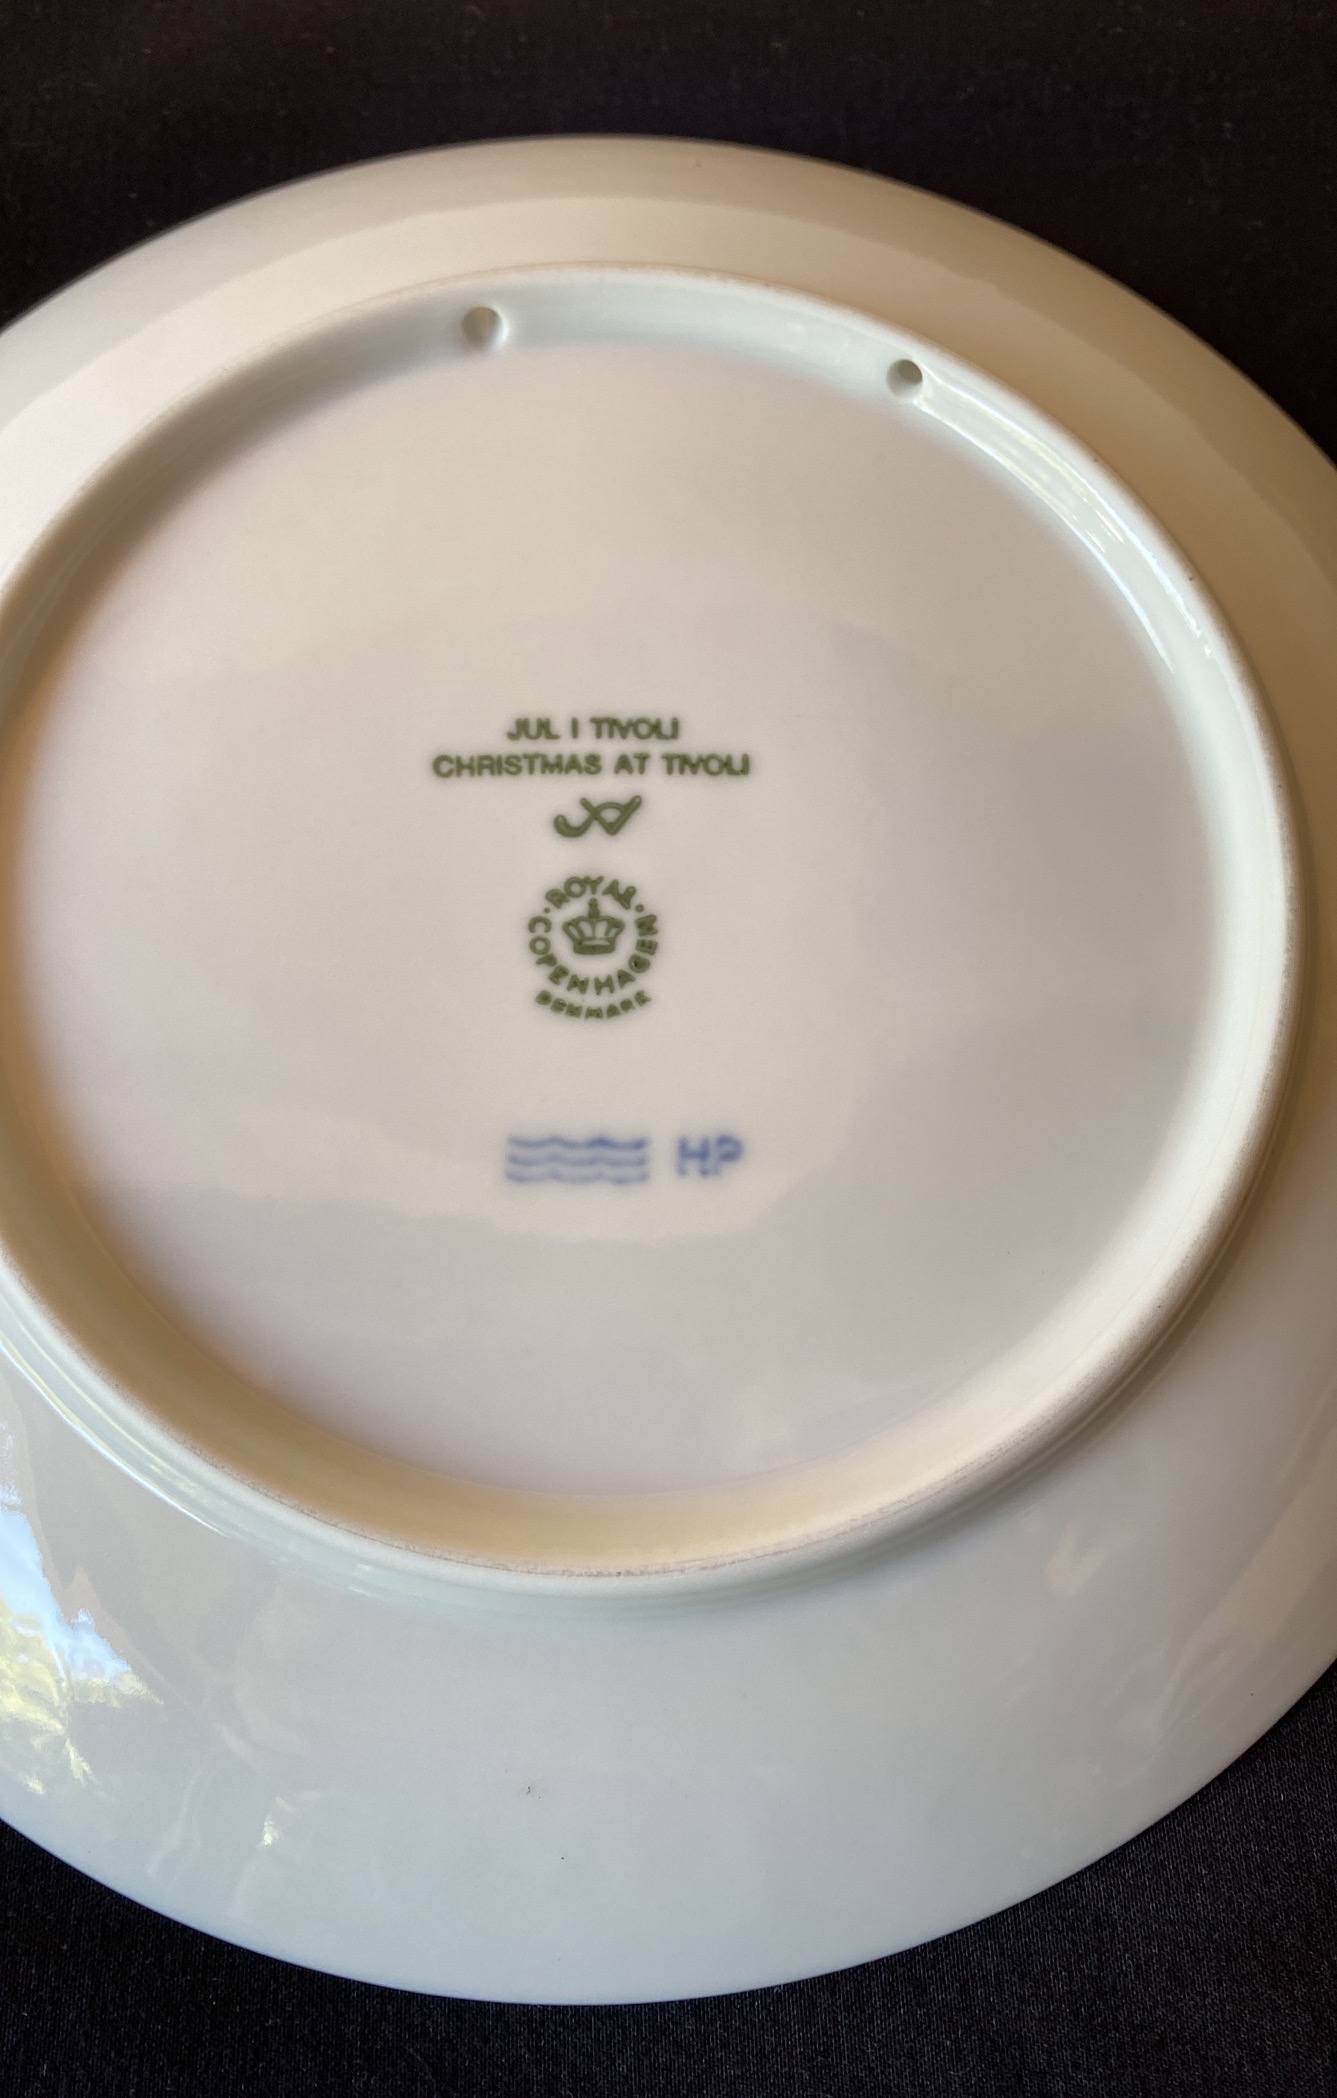 JUL I TIVOLI
CHRISTMAS AT TIVOLI
ROYAL
COPENHAGEN
DENMARK
HP